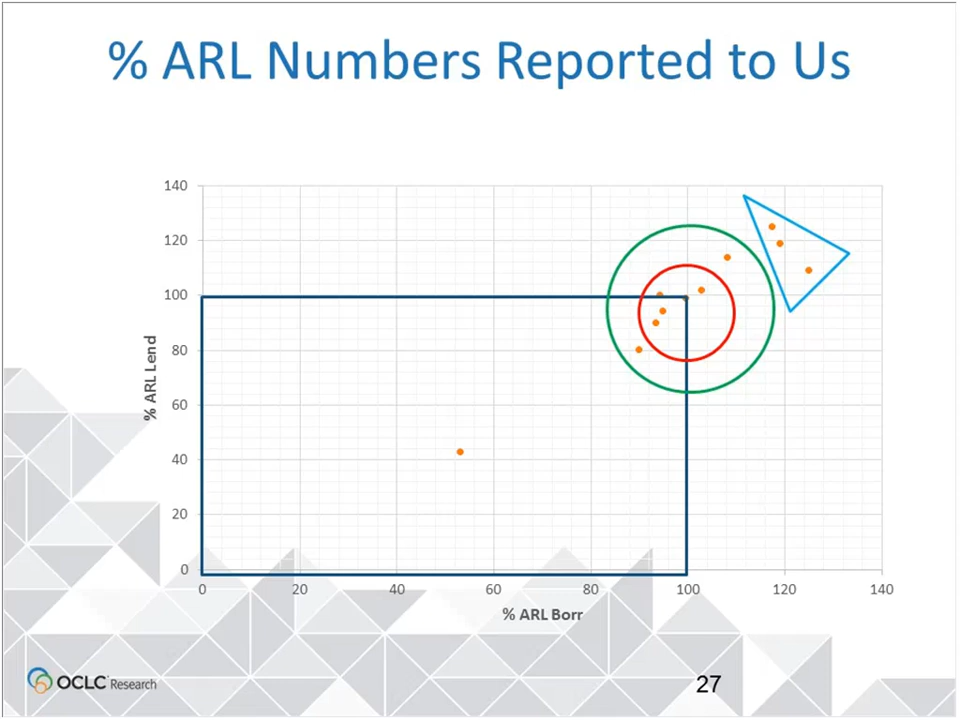 % ARL Numbers Reported to Us
140
120
100
80
60
40
20
0
% ARL Lend
0 20 40 60 80 100 120 140
% ARL Borr
OCLC Research
27